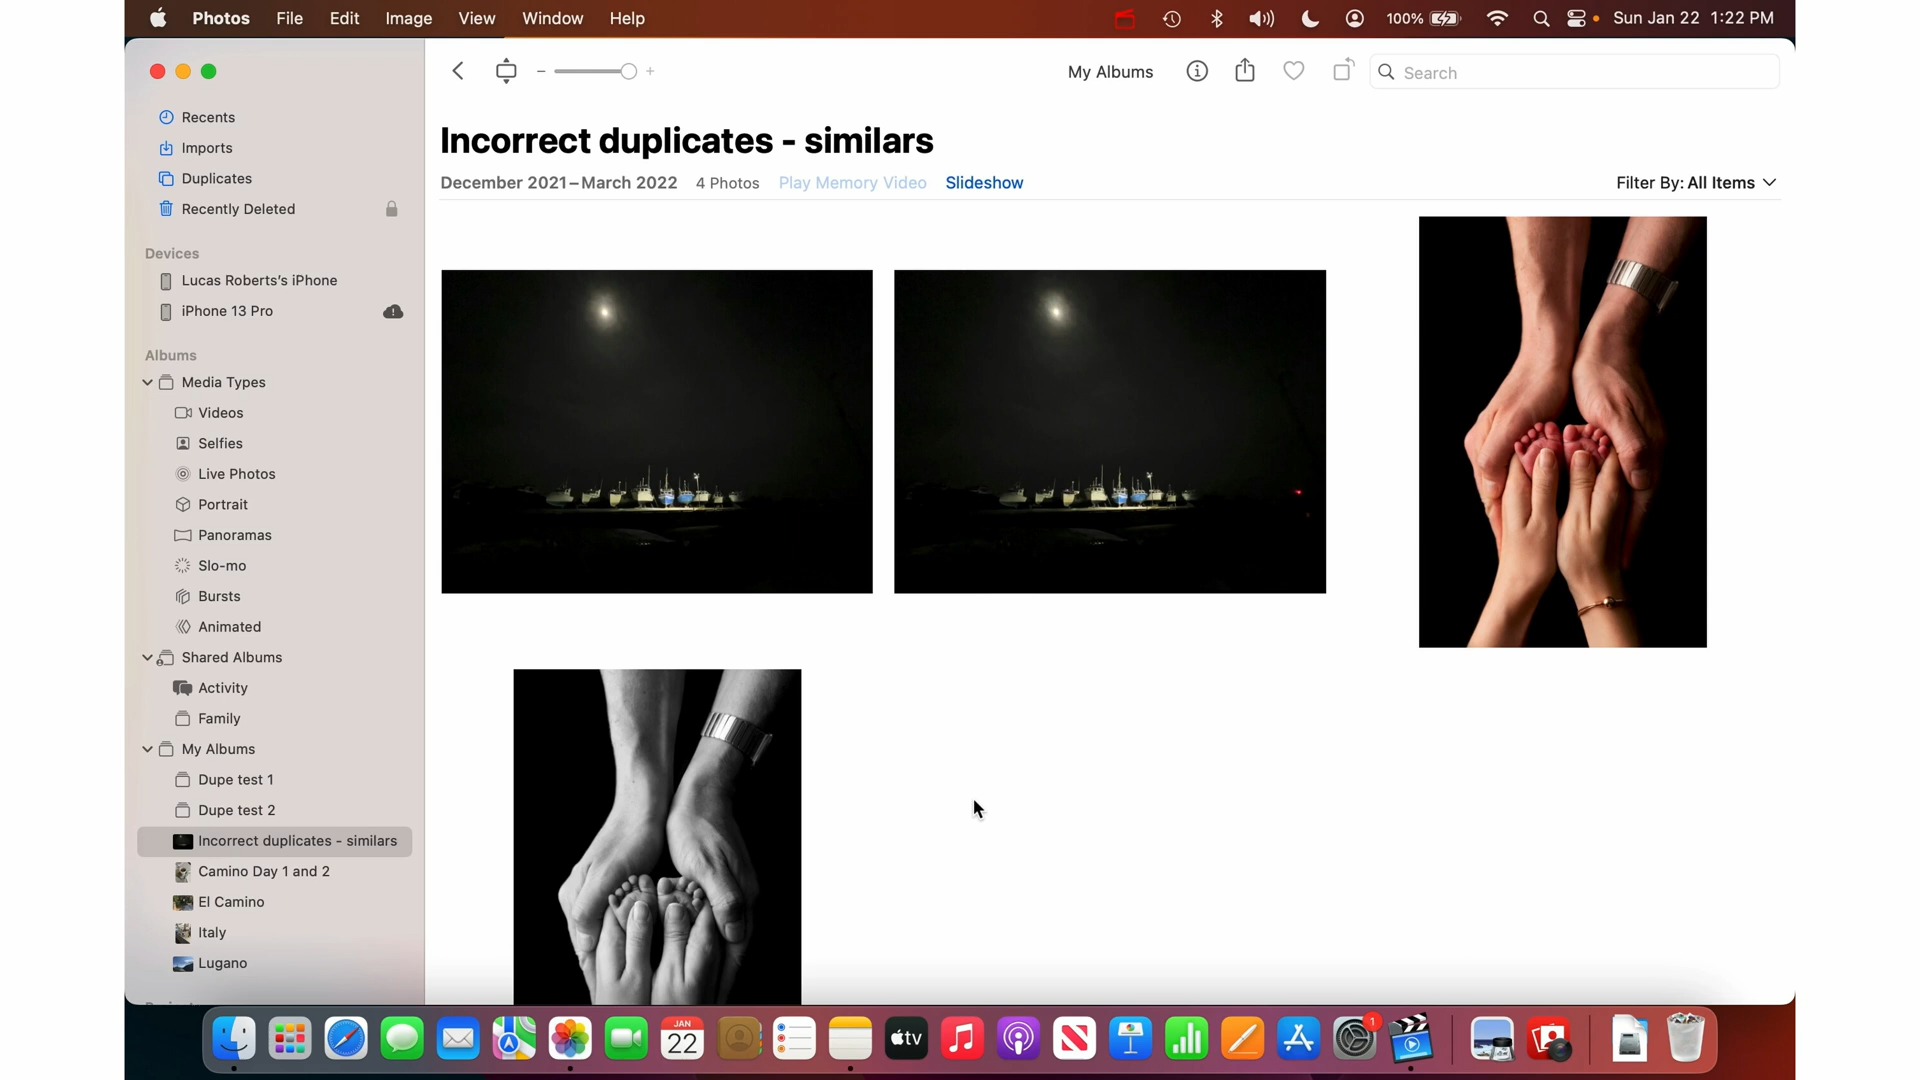 Photos File Edit Image View Window Help 100% Sun Jan 22 1:22 PM
My Albums Search
Recents
Imports
Duplicates
Recently Deleted
Devices
Lucas Roberts's iPhone
iPhone 13 Pro
Albums
Media Types
Videos
Selfies
Live Photos
Portrait
Panoramas
Slo-mo
Bursts
Animated
Shared Albums
Activity
Family
My Albums
Dupe test 1
Dupe test 2
Incorrect duplicates - similars
Camino Day 1 and 2
El Camino
Italy
Lugano
Incorrect duplicates - similars
December 2021–March 2022 4 Photos Play Memory Video Slideshow
Filter By: All Items
JAN
22
tv
1